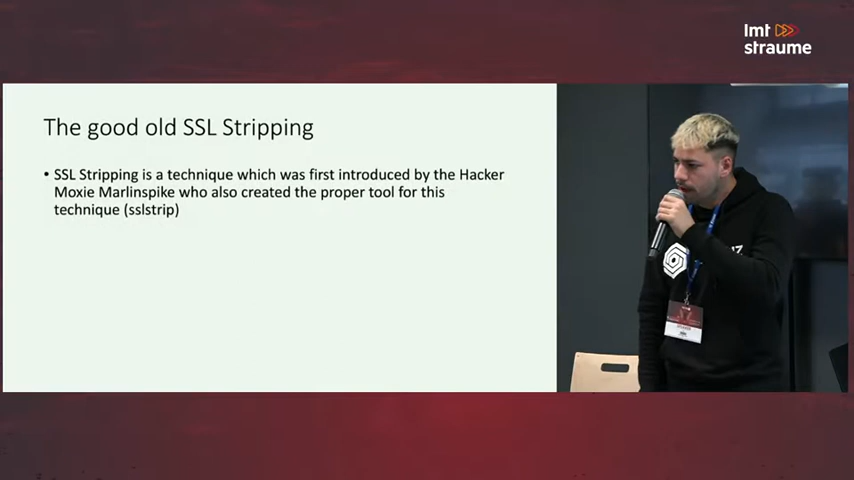 lmt
straume
The good old SSL Stripping
• SSL Stripping is a technique which was first introduced by the Hacker
Moxie Marlinspike who also created the proper tool for this
technique (sslstrip)
SPEAKER